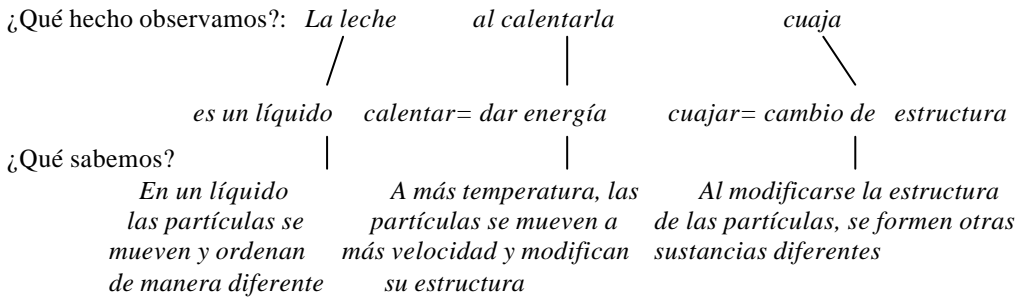 ¿Qué hecho observamos?: La leche al calentarla cuaja
es un líquido calentar= dar energía cuajar= cambio de estructura
¿Qué sabemos?
En un líquido A más temperatura, las Al modificarse la estructura
las partículas se partículas se mueven a de las partículas, se formen otras
mueven y ordenan más velocidad y modifican sustancias diferentes
de manera diferente su estructura